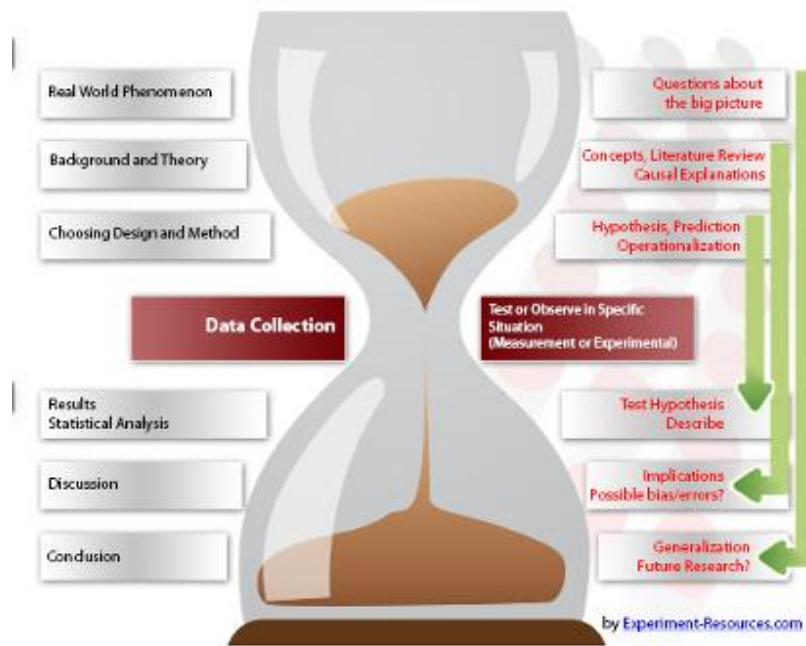 Real World Phenomenon
Questions about
the big picture
Background and Theory
Concepts, Literature Review
Causal Explanations
Choosing Design and Method
Hypothesis, Prediction
Operationalization
Data Collection
Test or Observe in Specific
Situation
(Measurement or Experimental)
Results
Statistical Analysis
Test Hypothesis
Describe
Discussion
Implications
Possible bias/errors?
Conclusion
Generalization
Future Research?
by Experiment-Resources.com